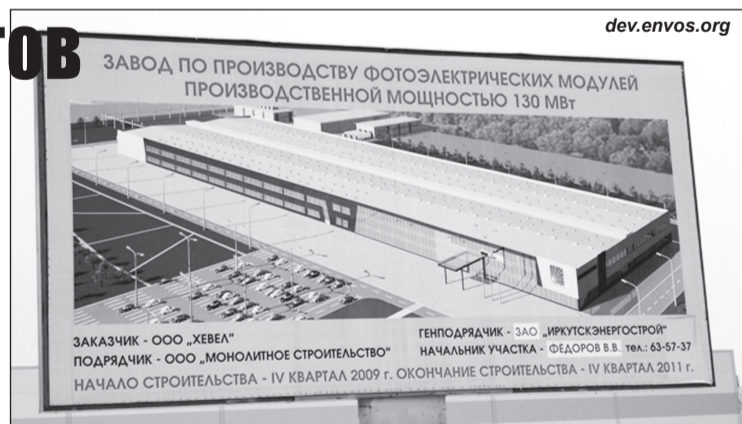 ТОВ
dev.envos.org
ЗАВОД ПО ПРОИЗВОДСТВУ ФОТОЭЛЕКТРИЧЕСКИХ МОДУЛЕЙ
ПРОИЗВОДСТВЕННОЙ МОЩНОСТЬЮ 130 МВт
ЗАКАЗЧИК - ООО „ХЕВЕЛ"
ПОДРЯДЧИК - ООО „МОНОЛИТНОЕ СТРОИТЕЛЬСТВО"
ГЕНПОДРЯДЧИК - ЗАО „ИРКУТСКЭНЕРГОСТРОЙ"
НАЧАЛЬНИК УЧАСТКА - ФЕДОРОВ В.В. тел.: 63-57-37
НАЧАЛО СТРОИТЕЛЬСТВА - IV КВАРТАЛ 2009 г. ОКОНЧАНИЕ СТРОИТЕЛЬСТВА - IV КВАРТАЛ 2011 г.